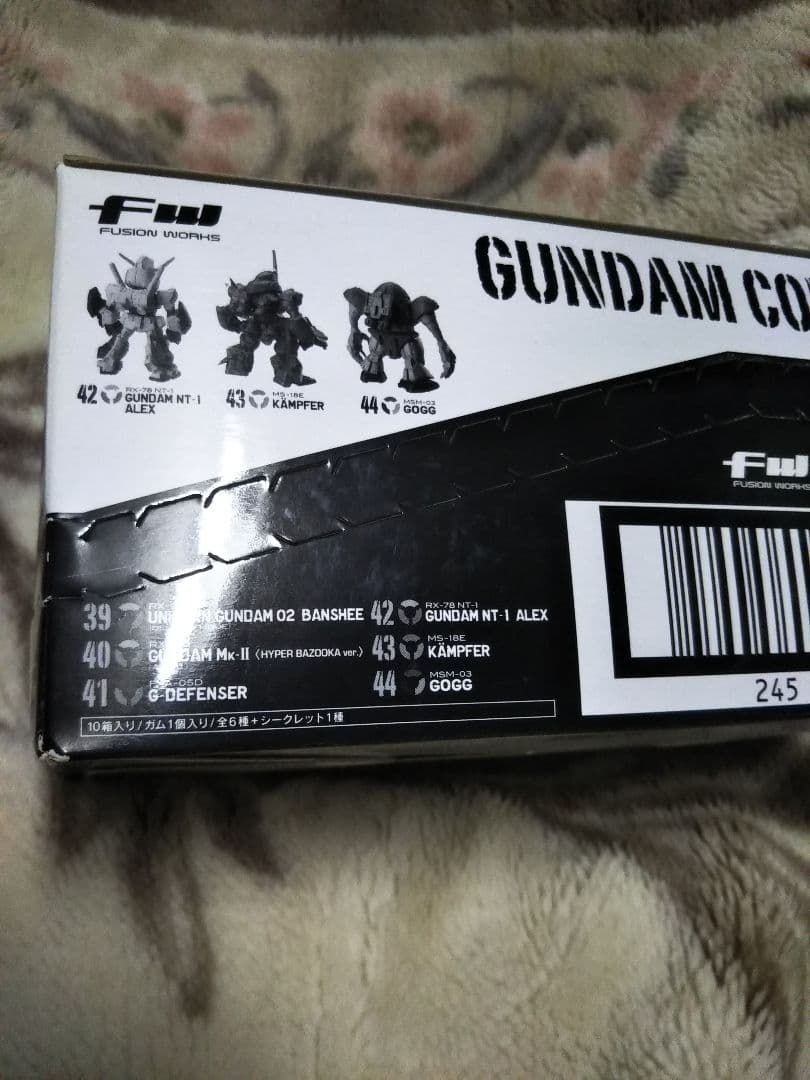 FW
FUSION WORKS
GUNDAM CO
42 RX-78 NT-1
GUNDAM NT-1
ALEX
43 MS-18E
KÄMPFER
44 MSM-03
GOGG
FW
FUSION WORKS
39 UNICORN GUNDAM 02 BANSHEE
40 GUNDAM Mk-II〈HYPER BAZOOKA ver.〉
41 G-DEFENSER
42 RX-78 NT-1
GUNDAM NT-1 ALEX
43 MS-18E
KÄMPFER
44 MSM-03
GOGG
10箱入り/ガム1個入り/全6種+シークレット1種
245